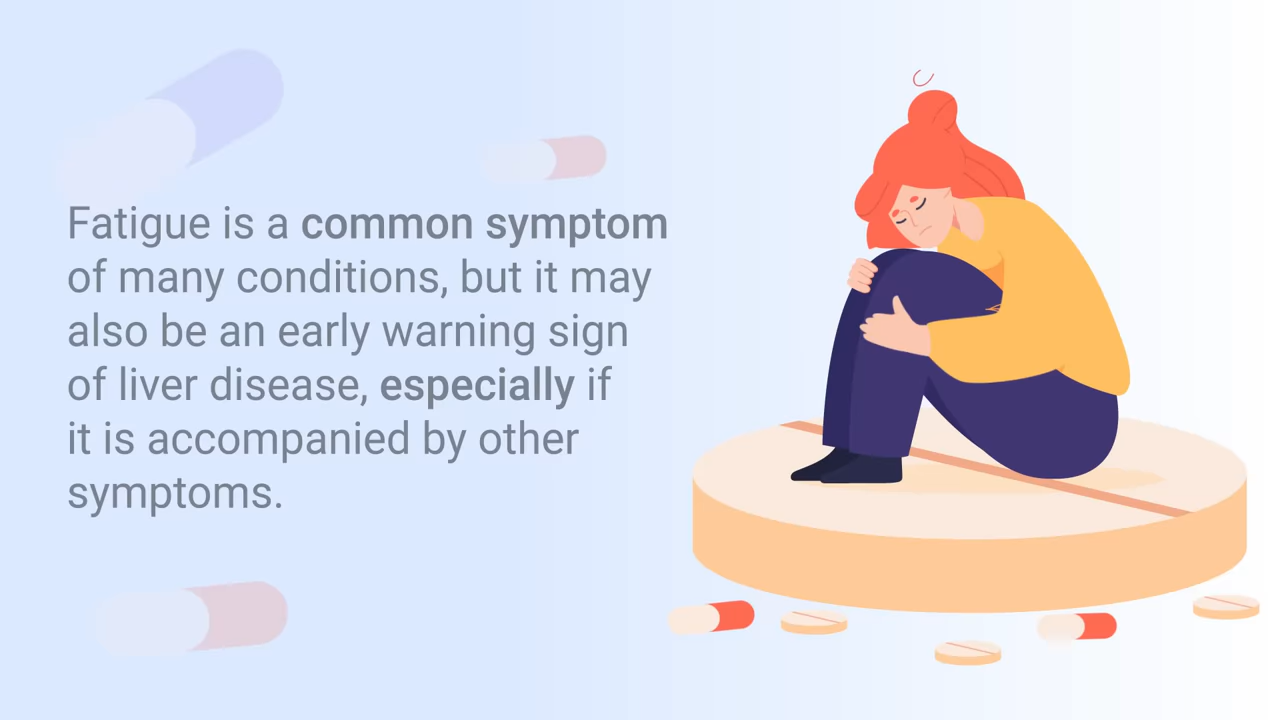 Fatigue is a common symptom
of many conditions, but it may
also be an early warning sign
of liver disease, especially if
it is accompanied by other
symptoms.